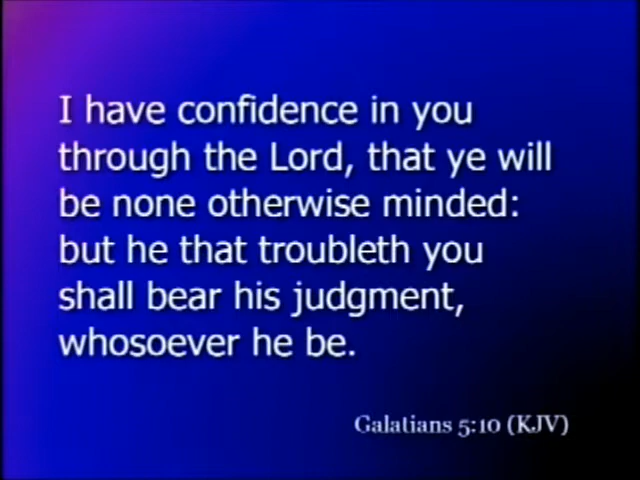 I have confidence in you
through the Lord, that ye will
be none otherwise minded:
but he that troubleth you
shall bear his judgment,
whosoever he be.
Galatians 5:10 (KJV)